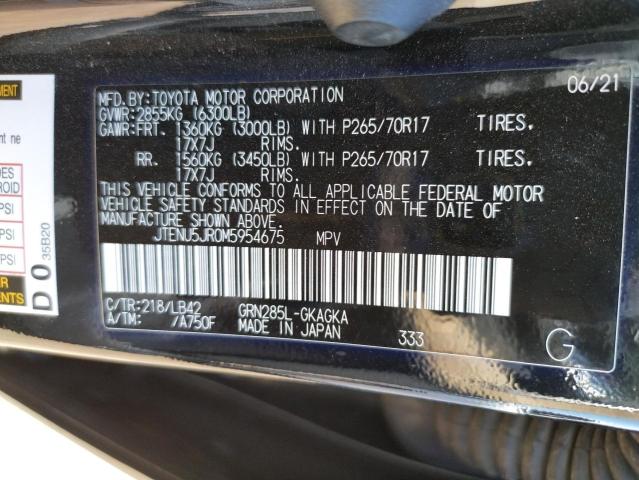 06/21
MFD.BY:TOYOTA MOTOR CORPORATION
GVWR:2855KG (6300LB)
GAWR:FRT. 1360KG (3000LB) WITH P265/70R17 TIRES.
17X7J RIMS.
RR. 1560KG (3450LB) WITH P265/70R17 TIRES.
17X7J RIMS.
THIS VEHICLE CONFORMS TO ALL APPLICABLE FEDERAL MOTOR
VEHICLE SAFETY STANDARDS IN EFFECT ON THE DATE OF
MANUFACTURE SHOWN ABOVE.
JTENU5JR0M5954675 MPV
C/TR:218/LB42 GRN285L-GKAGKA
A/TM: /A750F MADE IN JAPAN 333
G
D0
35B20
PSI
PSI